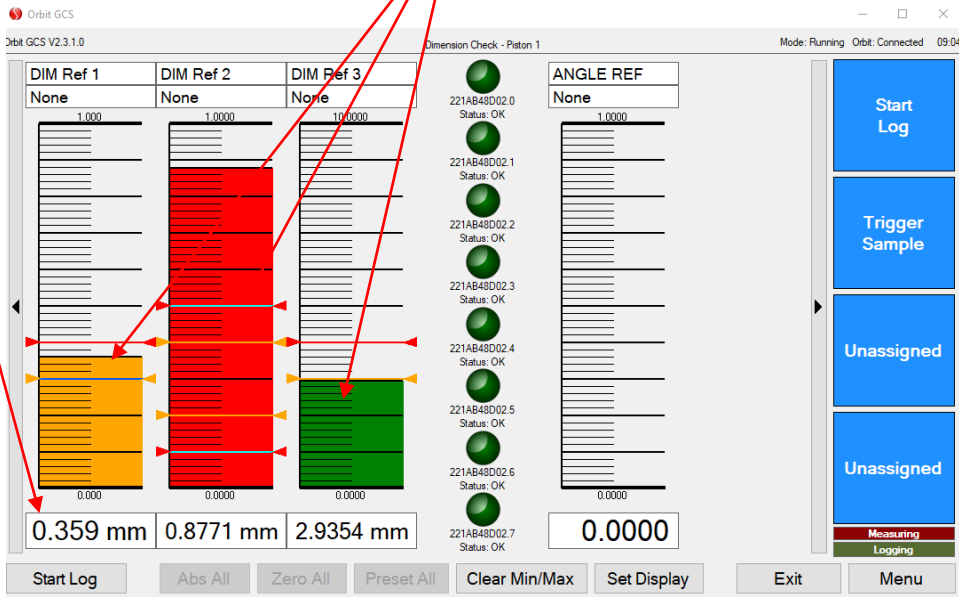 Orbit GCS
Orbit GCS V2.3.1.0
Dimension Check - Piston 1
Mode: Running Orbit: Connected 09:04
DIM Ref 1
None
1.000
0.000
0.359 mm
DIM Ref 2
None
1.0000
0.0000
0.8771 mm
DIM Ref 3
None
10.0000
0.0000
2.9354 mm
221AB48D02.0
Status: OK
221AB48D02.1
Status: OK
221AB48D02.2
Status: OK
221AB48D02.3
Status: OK
221AB48D02.4
Status: OK
221AB48D02.5
Status: OK
221AB48D02.6
Status: OK
221AB48D02.7
Status: OK
ANGLE REF
None
1.0000
0.0000
0.0000
Start
Log
Trigger
Sample
Unassigned
Unassigned
Measuring
Logging
Start Log
Abs All
Zero All
Preset All
Clear Min/Max
Set Display
Exit
Menu